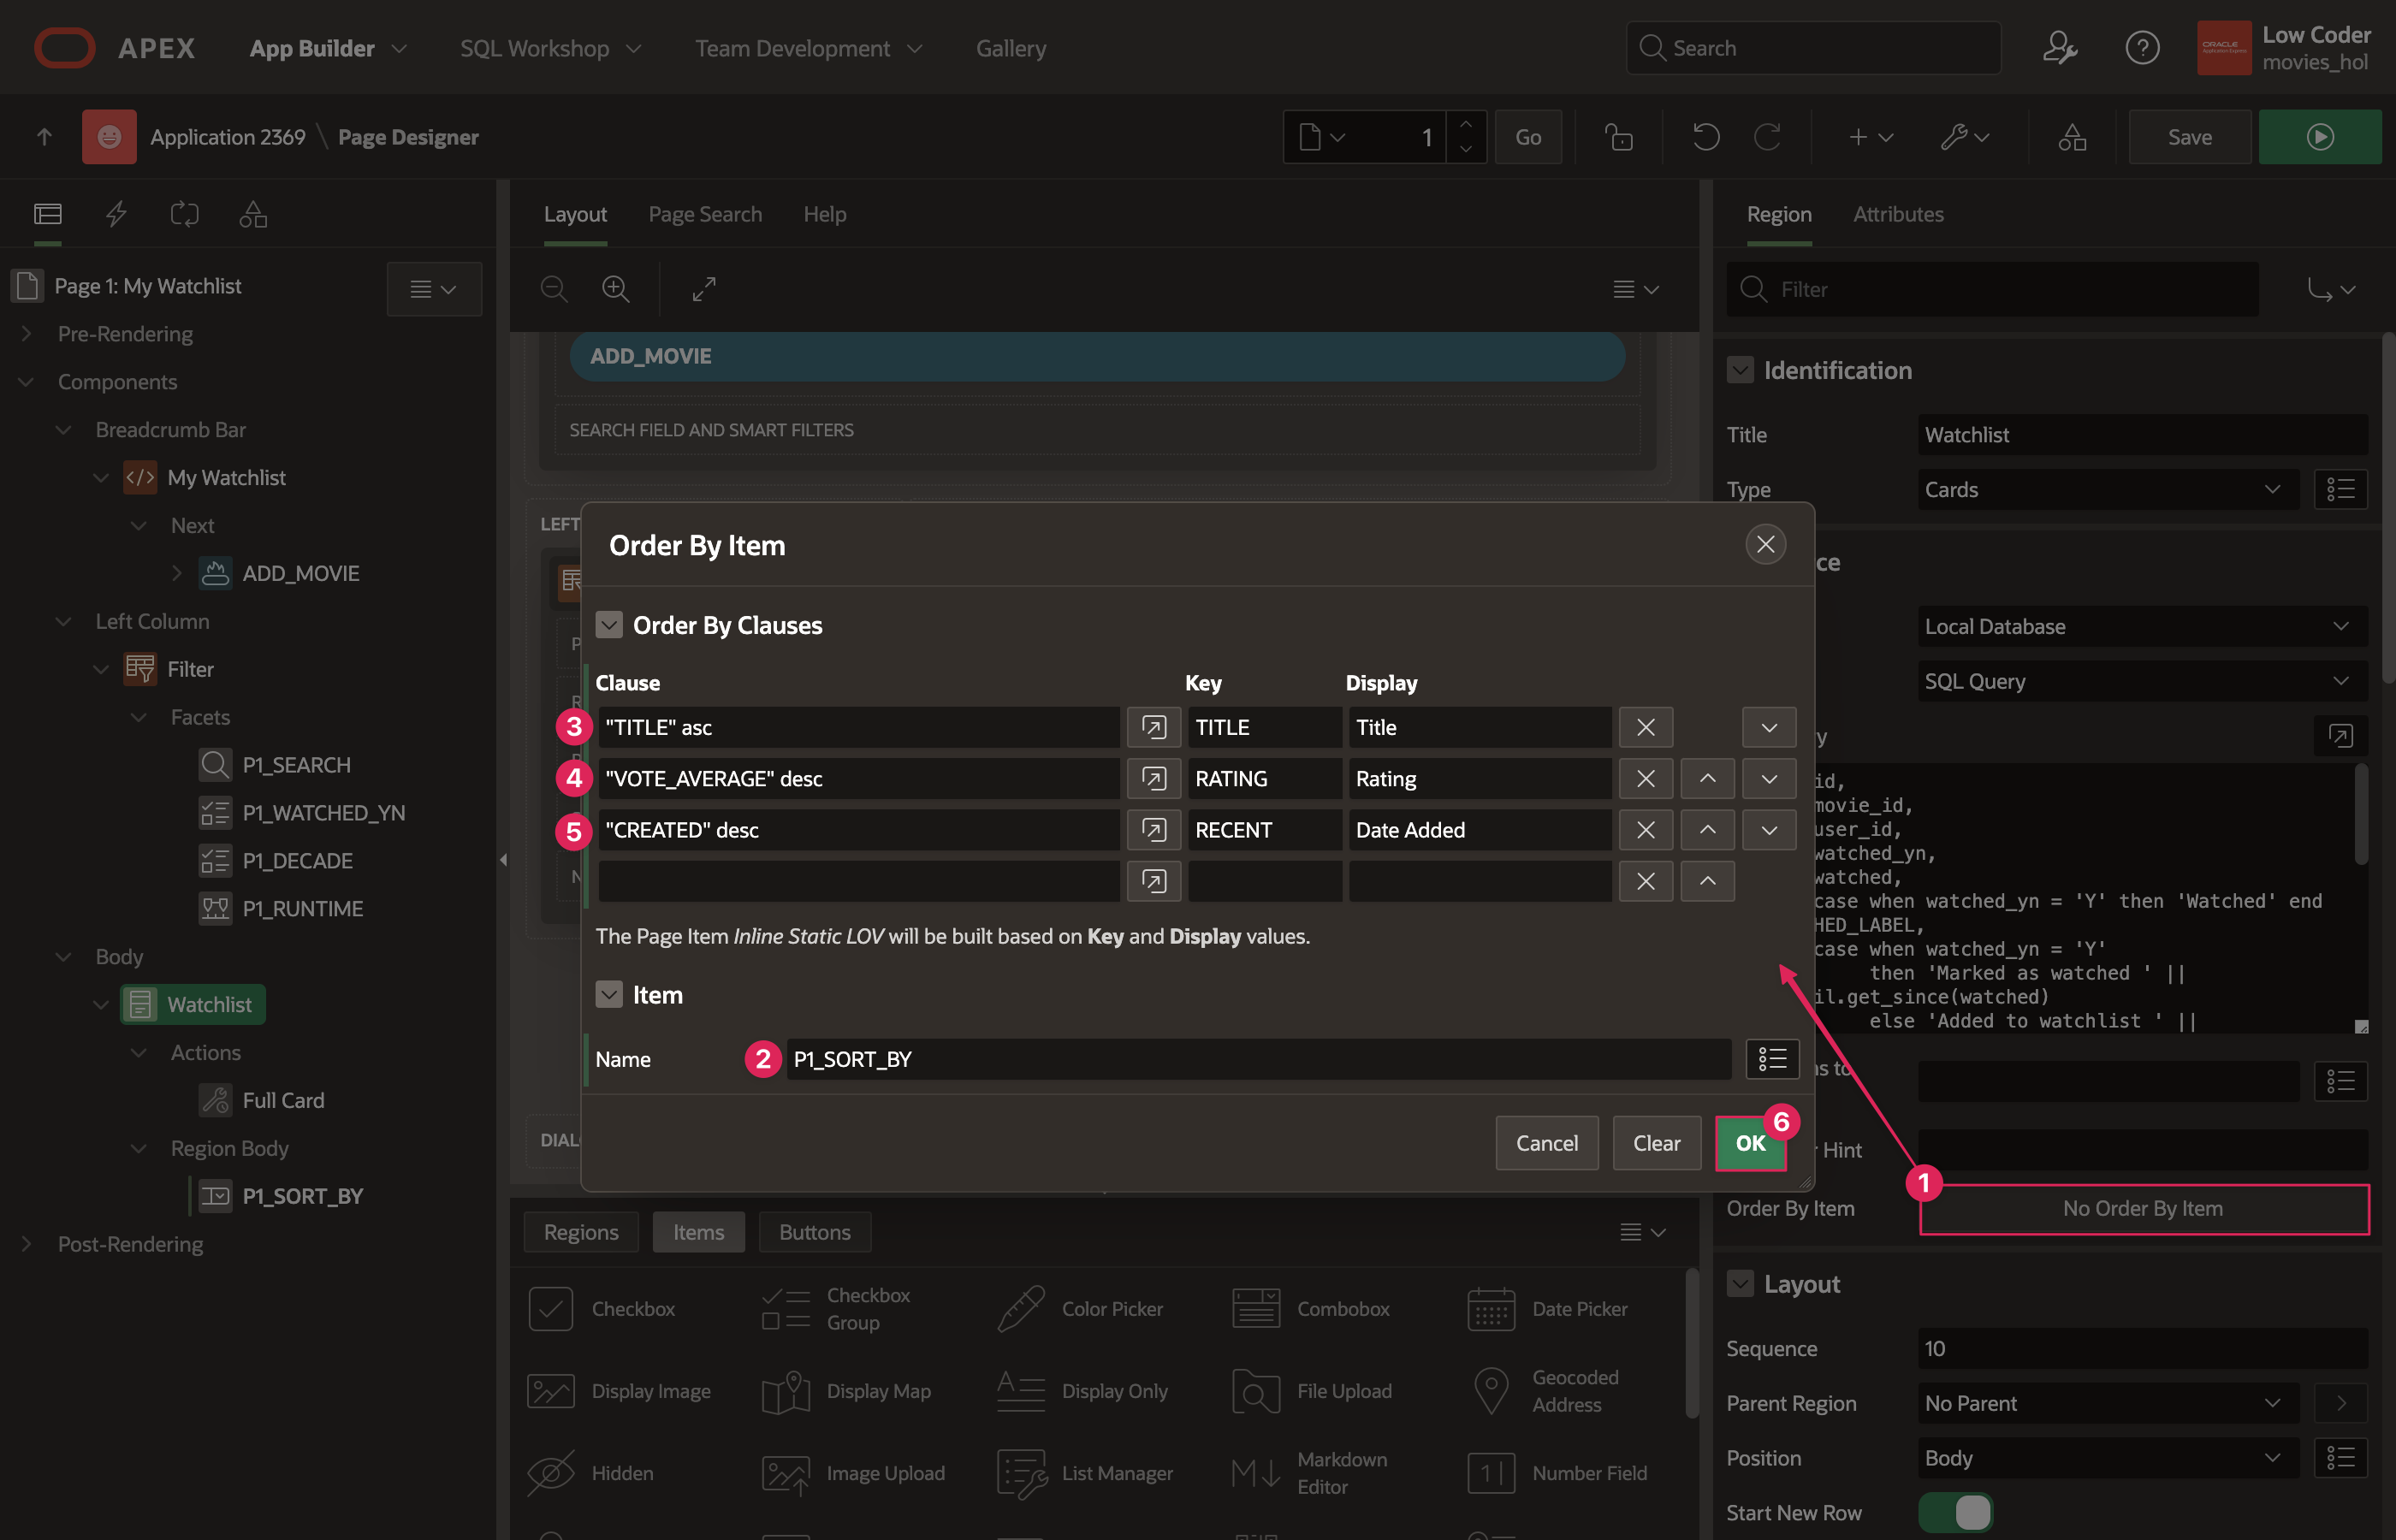 APEX
App Builder
SQL Workshop
Team Development
Gallery
Search
ORACLE
Low Coder
movies_hol
Application 2369 \ Page Designer
1
Go
Save
Layout
Page Search
Help
Region
Attributes
Page 1: My Watchlist
Pre-Rendering
Components
Breadcrumb Bar
</> My Watchlist
Next
ADD_MOVIE
Left Column
Filter
Facets
P1_SEARCH
P1_WATCHED_YN
P1_DECADE
P1_RUNTIME
Body
Watchlist
Actions
Full Card
Region Body
P1_SORT_BY
Post-Rendering
ADD_MOVIE
SEARCH FIELD AND SMART FILTERS
LEFT
Order By Item
Order By Clauses
Clause Key Display
3 "TITLE" asc TITLE Title
4 "VOTE_AVERAGE" desc RATING Rating
5 "CREATED" desc RECENT Date Added
The Page Item Inline Static LOV will be built based on Key and Display values.
Item
Name 2 P1_SORT_BY
Cancel
Clear
OK
6
Regions
Items
Buttons
Checkbox
Checkbox
Group
Color Picker
Combobox
Date Picker
Display Image
Display Map
Display Only
File Upload
Geocoded
Address
Hidden
Image Upload
List Manager
Markdown
Editor
Number Field
Filter
Identification
Title Watchlist
Type Cards
ce
Local Database
SQL Query
y
id,
movie_id,
user_id,
watched_yn,
watched,
case when watched_yn = 'Y' then 'Watched' end
HED_LABEL,
case when watched_yn = 'Y'
then 'Marked as watched ' ||
il.get_since(watched)
else 'Added to watchlist ' ||
s to
Hint
1
Order By Item No Order By Item
Layout
Sequence 10
Parent Region No Parent
Position Body
Start New Row